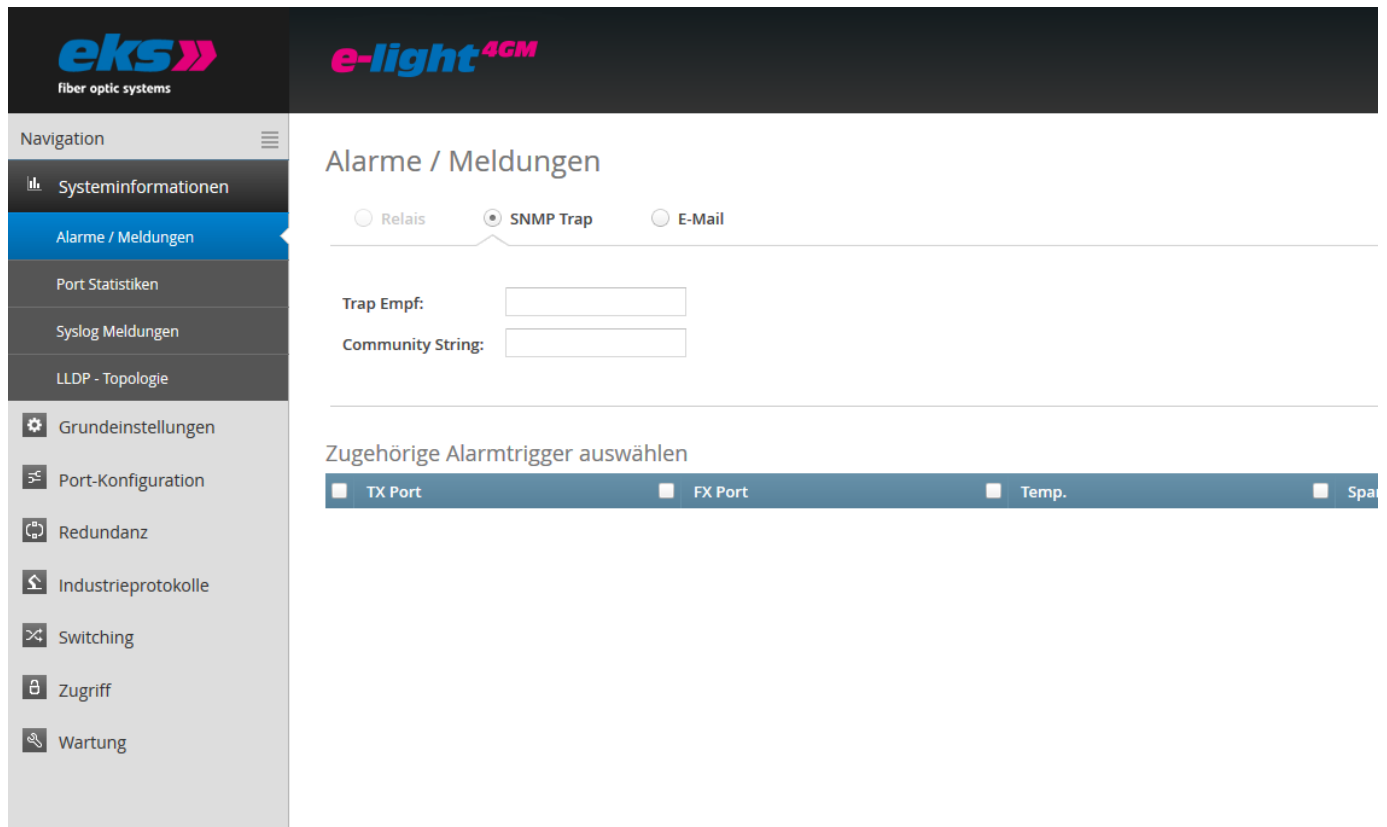 eks
fiber optic systems
e-light 4GM
Navigation
Systeminformationen
Alarme / Meldungen
Port Statistiken
Syslog Meldungen
LLDP - Topologie
Grundeinstellungen
Port-Konfiguration
Redundanz
Industrieprotokolle
Switching
Zugriff
Wartung
Alarme / Meldungen
Relais SNMP Trap E-Mail
Trap Empf:
Community String:
Zugehörige Alarmtrigger auswählen
TX Port FX Port Temp.